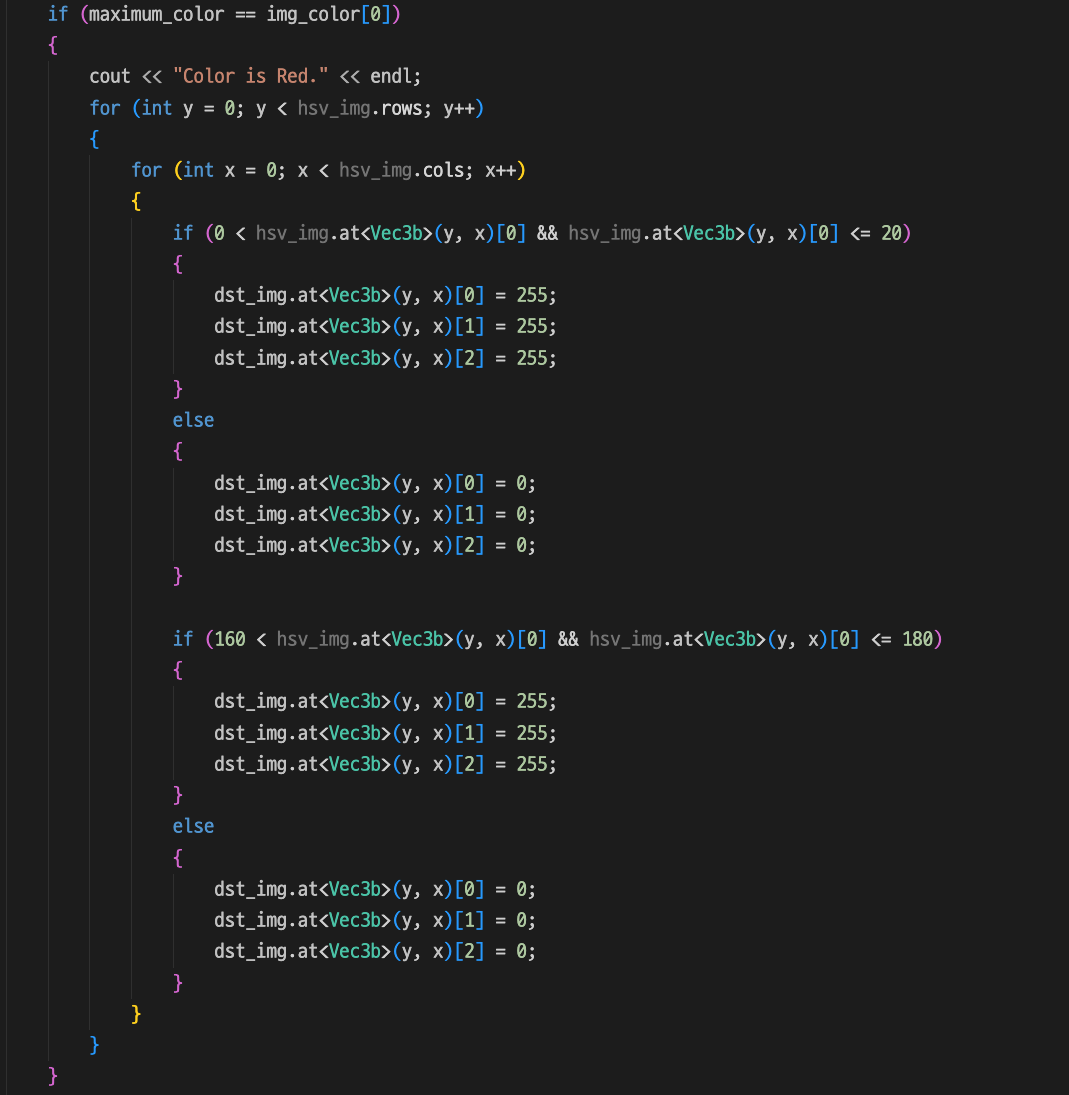 if (maximum_color == img_color[0])
{
    cout << "Color is Red." << endl;
    for (int y = 0; y < hsv_img.rows; y++)
    {
        for (int x = 0; x < hsv_img.cols; x++)
        {
            if (0 < hsv_img.at<Vec3b>(y, x)[0] && hsv_img.at<Vec3b>(y, x)[0] <= 20)
            {
                dst_img.at<Vec3b>(y, x)[0] = 255;
                dst_img.at<Vec3b>(y, x)[1] = 255;
                dst_img.at<Vec3b>(y, x)[2] = 255;
            }
            else
            {
                dst_img.at<Vec3b>(y, x)[0] = 0;
                dst_img.at<Vec3b>(y, x)[1] = 0;
                dst_img.at<Vec3b>(y, x)[2] = 0;
            }

            if (160 < hsv_img.at<Vec3b>(y, x)[0] && hsv_img.at<Vec3b>(y, x)[0] <= 180)
            {
                dst_img.at<Vec3b>(y, x)[0] = 255;
                dst_img.at<Vec3b>(y, x)[1] = 255;
                dst_img.at<Vec3b>(y, x)[2] = 255;
            }
            else
            {
                dst_img.at<Vec3b>(y, x)[0] = 0;
                dst_img.at<Vec3b>(y, x)[1] = 0;
                dst_img.at<Vec3b>(y, x)[2] = 0;
            }
        }
    }
}